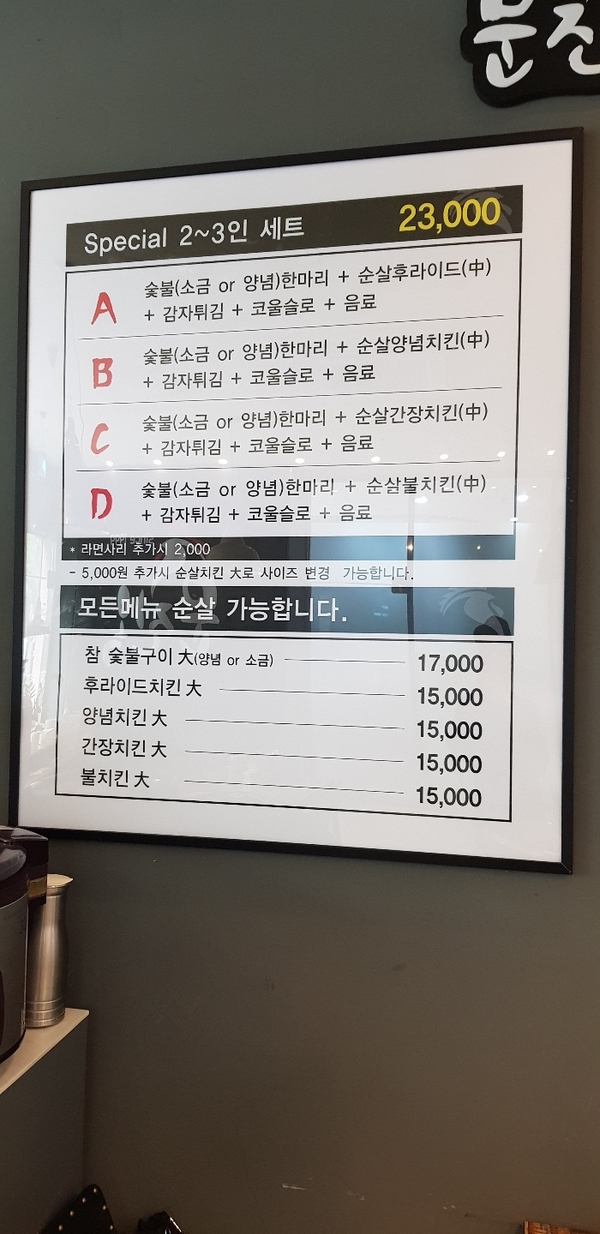 문진
Special 2~3인 세트 23,000
A 숯불(소금 or 양념)한마리 + 순살후라이드(中)
+ 감자튀김 + 코울슬로 + 음료
B 숯불(소금 or 양념)한마리 + 순살양념치킨(中)
+ 감자튀김 + 코울슬로 + 음료
C 숯불(소금 or 양념)한마리 + 순살간장치킨(中)
+ 감자튀김 + 코울슬로 + 음료
D 숯불(소금 or 양념)한마리 + 순삼불치킨(中)
+ 감자튀김 + 코울슬로 + 음료
* 라면사리 추가시 2,000
- 5,000원 추가시 순살치킨 大로 사이즈 변경 가능합니다.
모든메뉴 순살 가능합니다.
참 숯불구이 大(양념 or 소금) 17,000
후라이드치킨 大 15,000
양념치킨 大 15,000
간장치킨 大 15,000
불치킨 大 15,000